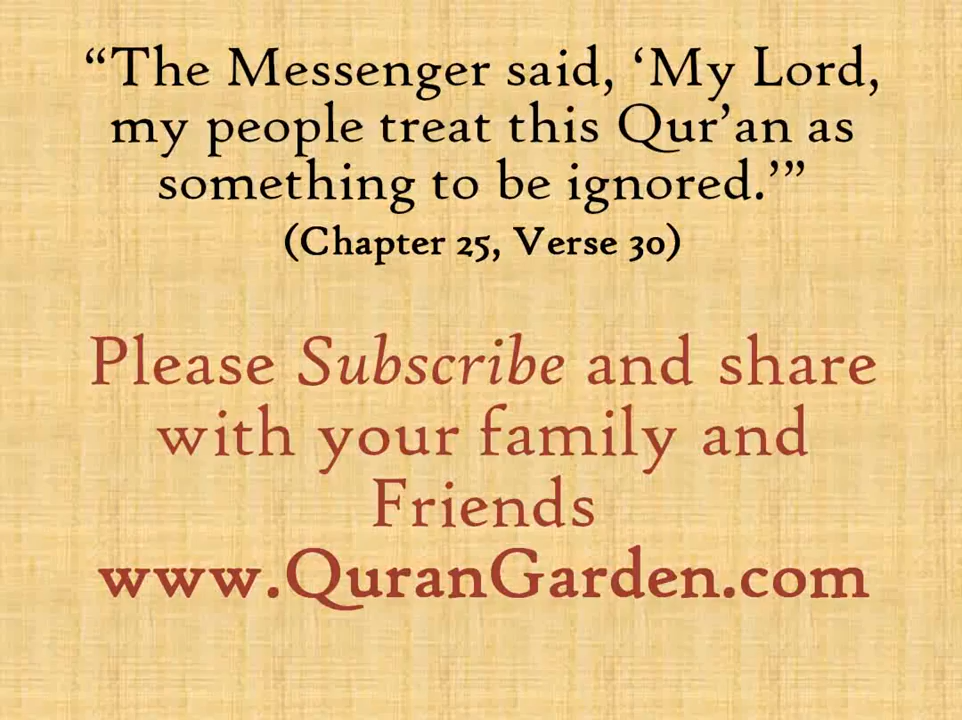 “The Messenger said, ‘My Lord,
my people treat this Qur’an as
something to be ignored.’”
(Chapter 25, Verse 30)
Please Subscribe and share
with your family and
Friends
www.QuranGarden.com